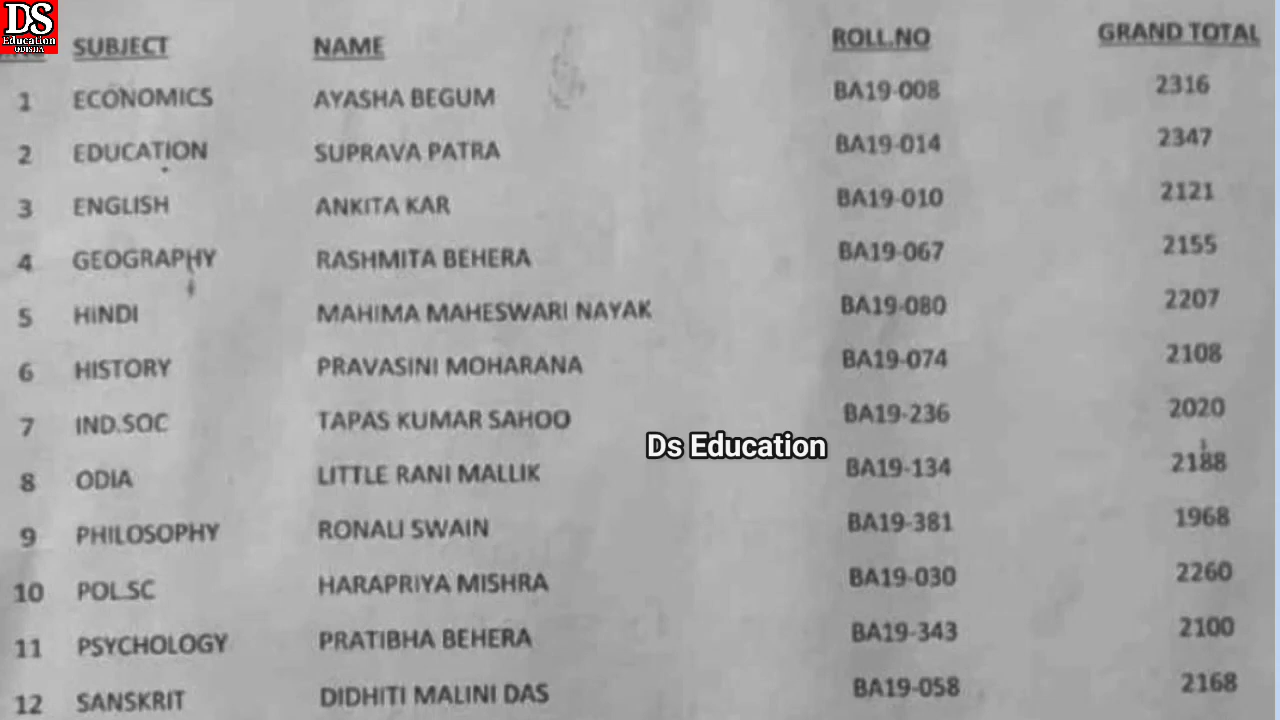 DS
Education
ODISHA
SUBJECT NAME ROLL.NO GRAND TOTAL
1 ECONOMICS AYASHA BEGUM BA19-008 2316
2 EDUCATION SUPRAVA PATRA BA19-014 2347
3 ENGLISH ANKITA KAR BA19-010 2121
4 GEOGRAPHY RASHMITA BEHERA BA19-067 2155
5 HINDI MAHIMA MAHESWARI NAYAK BA19-080 2207
6 HISTORY PRAVASINI MOHARANA BA19-074 2108
7 IND.SOC TAPAS KUMAR SAHOO BA19-236 2020
Ds Education
8 ODIA LITTLE RANI MALLIK BA19-134 2188
9 PHILOSOPHY RONALI SWAIN BA19-381 1968
10 POL.SC HARAPRIYA MISHRA BA19-030 2260
11 PSYCHOLOGY PRATIBHA BEHERA BA19-343 2100
12 SANSKRIT DIDHITI MALINI DAS BA19-058 2168